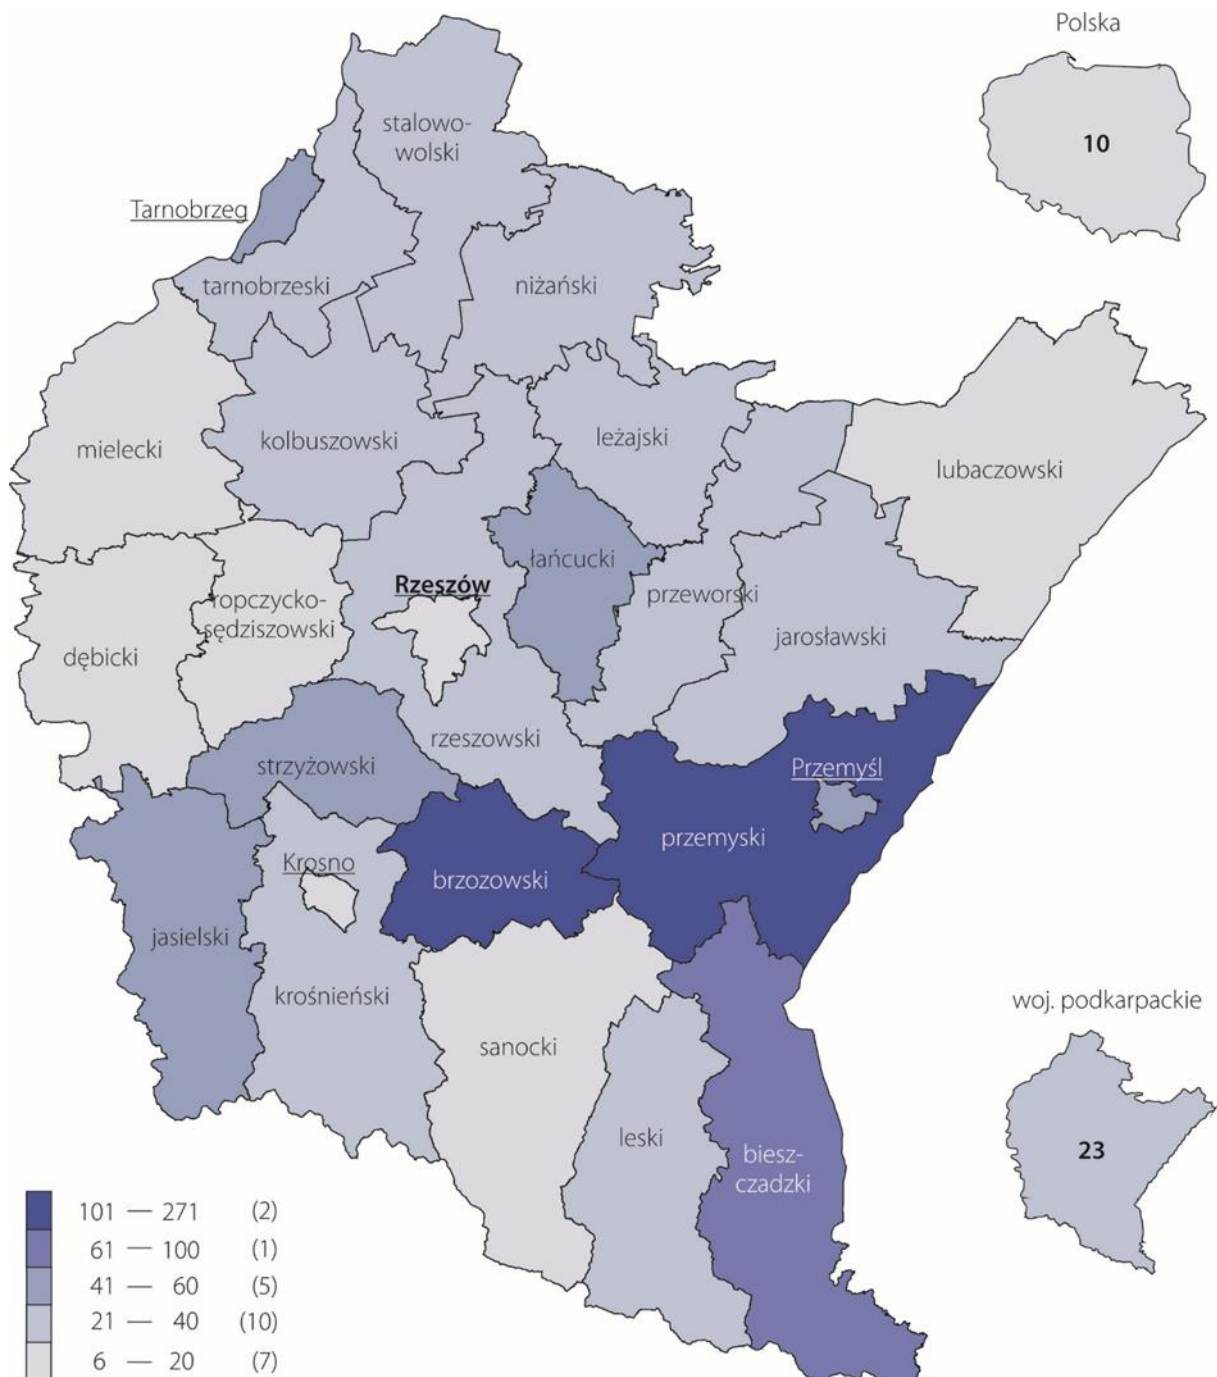 Polska
10
stalowo-
wolski
Tarnobrzeg
tarnobrzeski
niżański
mielecki
kolbuszowski
leżajski
lubaczowski
łańcucki
Rzeszów
ropczycko-
sędziszowski
przeworski
jarosławski
dębicki
rzeszowski
strzyżowski
Przemyśl
przemyski
Krosno
brzozowski
jasielski
krośnieński
sanocki
leski
biesz-
czadzki
woj. podkarpackie
23
101 — 271 (2)
61 — 100 (1)
41 — 60 (5)
21 — 40 (10)
6 — 20 (7)